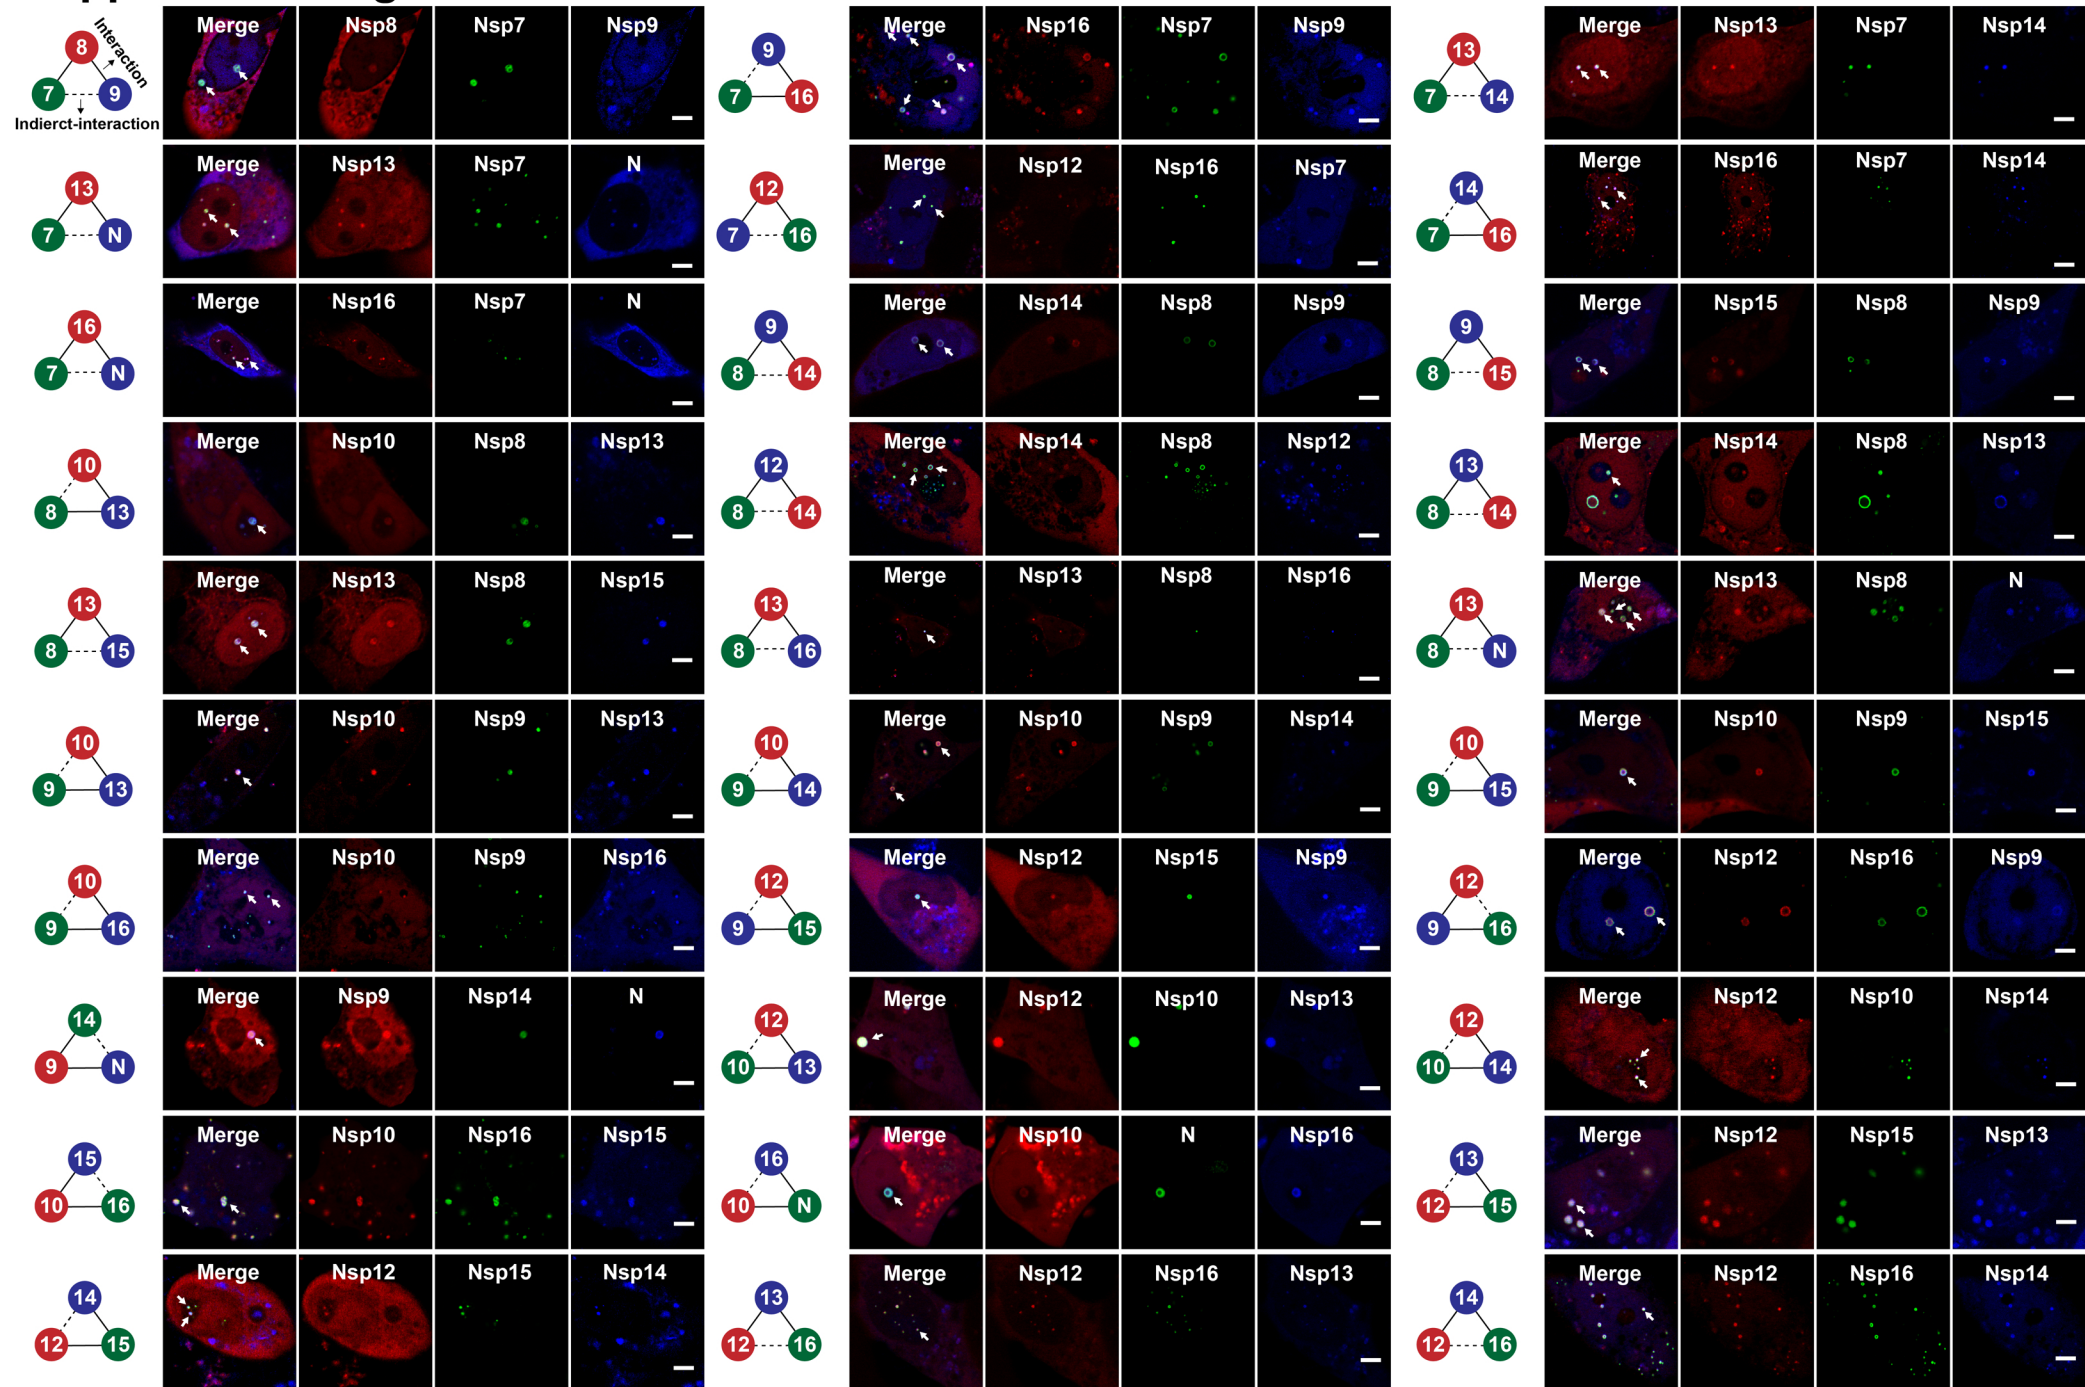 8 Interaction
7 9
Indierct-interaction
Merge Nsp8 Nsp7 Nsp9
9
7 16
Merge Nsp16 Nsp7 Nsp9
13
7 14
Merge Nsp13 Nsp7 Nsp14
13
7 N
Merge Nsp13 Nsp7 N
12
7 16
Merge Nsp12 Nsp16 Nsp7
14
7 16
Merge Nsp16 Nsp7 Nsp14
16
7 N
Merge Nsp16 Nsp7 N
9
8 14
Merge Nsp14 Nsp8 Nsp9
9
8 15
Merge Nsp15 Nsp8 Nsp9
10
8 13
Merge Nsp10 Nsp8 Nsp13
12
8 14
Merge Nsp14 Nsp8 Nsp12
13
8 14
Merge Nsp14 Nsp8 Nsp13
13
8 15
Merge Nsp13 Nsp8 Nsp15
13
8 16
Merge Nsp13 Nsp8 Nsp16
13
8 N
Merge Nsp13 Nsp8 N
10
9 13
Merge Nsp10 Nsp9 Nsp13
10
9 14
Merge Nsp10 Nsp9 Nsp14
10
9 15
Merge Nsp10 Nsp9 Nsp15
10
9 16
Merge Nsp10 Nsp9 Nsp16
12
9 15
Merge Nsp12 Nsp15 Nsp9
12
9 16
Merge Nsp12 Nsp16 Nsp9
14
9 N
Merge Nsp9 Nsp14 N
12
10 13
Merge Nsp12 Nsp10 Nsp13
12
10 14
Merge Nsp12 Nsp10 Nsp14
15
10 16
Merge Nsp10 Nsp16 Nsp15
16
10 N
Merge Nsp10 N Nsp16
13
12 15
Merge Nsp12 Nsp15 Nsp13
14
12 15
Merge Nsp12 Nsp15 Nsp14
13
12 16
Merge Nsp12 Nsp16 Nsp13
14
12 16
Merge Nsp12 Nsp16 Nsp14